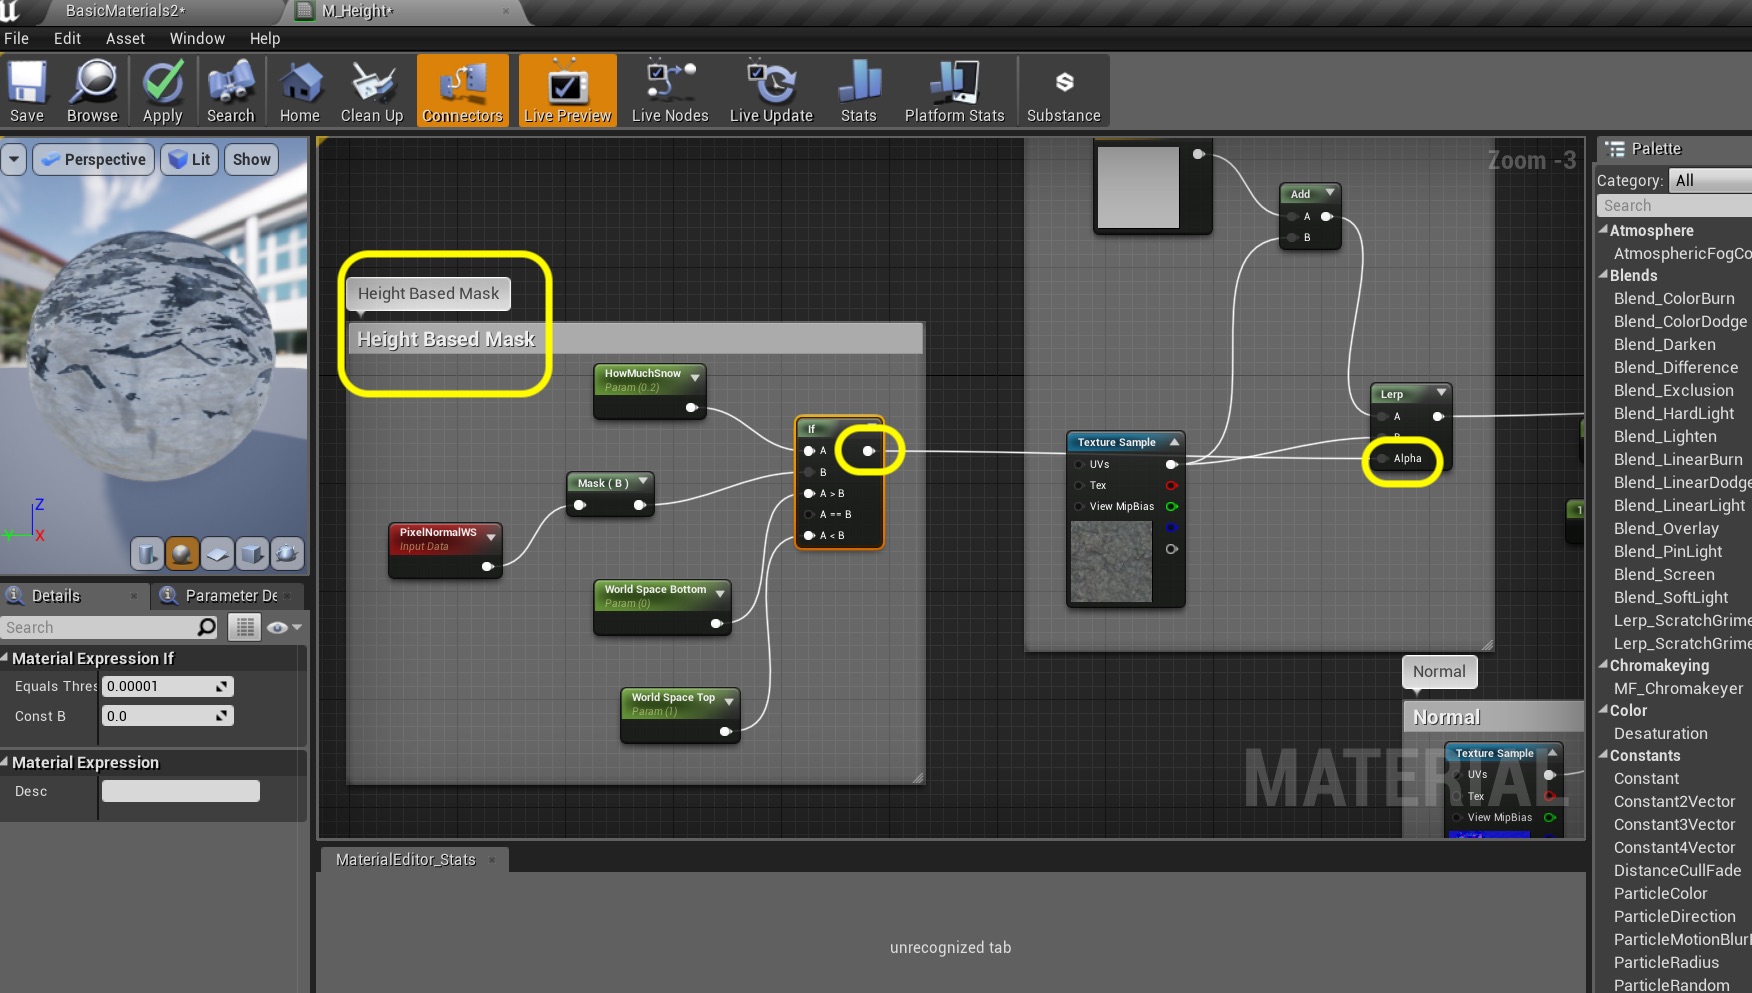 BasicMaterials2*
M_Height*
File Edit Asset Window Help
Save Browse Apply Search Home Clean Up Connectors Live Preview Live Nodes Live Update Stats Platform Stats Substance
Perspective Lit Show
Zoom -3
Palette
Category: All
Search
Atmosphere
AtmosphericFogCo
Blends
Blend_ColorBurn
Blend_ColorDodge
Blend_Darken
Blend_Difference
Blend_Exclusion
Blend_HardLight
Blend_Lighten
Blend_LinearBurn
Blend_LinearDodge
Blend_LinearLight
Blend_Overlay
Blend_PinLight
Blend_Screen
Blend_SoftLight
Lerp_ScratchGrime
Lerp_ScratchGrime
Chromakeying
MF_Chromakeyer
Color
Desaturation
Constants
Constant
Constant2Vector
Constant3Vector
Constant4Vector
DistanceCullFade
ParticleColor
ParticleDirection
ParticleMotionBlur
ParticleRadius
ParticleRandom
Height Based Mask
Height Based Mask
HowMuchSnow
Param (0.2)
If
A
B
A > B
A == B
A < B
Mask ( B )
PixelNormalWS
Input Data
World Space Bottom
Param (0)
World Space Top
Param (1)
Add
A
B
Lerp
A
B
Alpha
Texture Sample
UVs
Tex
View MipBias
1
Normal
Normal
Texture Sample
UVs
Tex
View MipBias
MATERIAL
Z
Y
X
Details
Parameter De
Search
Material Expression If
Equals Thres 0.00001
Const B 0.0
Material Expression
Desc
MaterialEditor_Stats
unrecognized tab